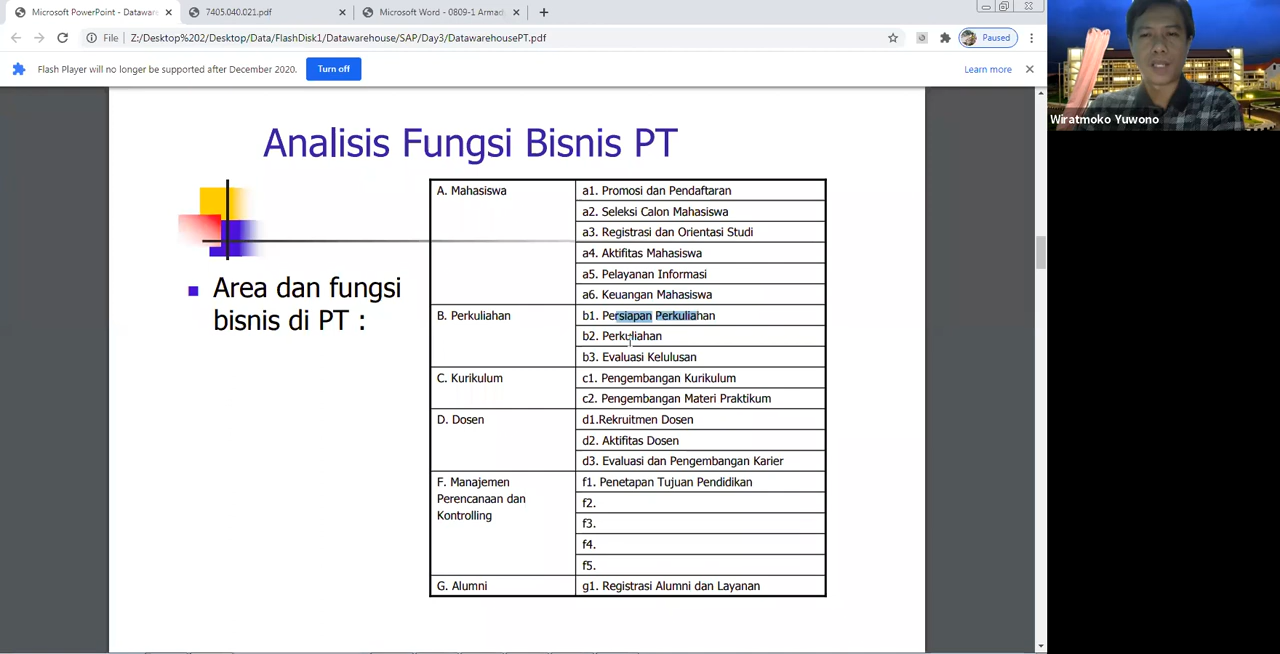 Microsoft PowerPoint - Datawar
7405.040.021.pdf
Microsoft Word - 0809-1 Armad
File
Z:/Desktop%202/Desktop/Data/FlashDisk1/Datawarehouse/SAP/Day3/DatawarehousePT.pdf
Paused
Flash Player will no longer be supported after December 2020.
Turn off
Learn more
Wiratmoko Yuwono
Analisis Fungsi Bisnis PT
Area dan fungsi
bisnis di PT :
A. Mahasiswa
a1. Promosi dan Pendaftaran
a2. Seleksi Calon Mahasiswa
a3. Registrasi dan Orientasi Studi
a4. Aktifitas Mahasiswa
a5. Pelayanan Informasi
a6. Keuangan Mahasiswa
B. Perkuliahan
b1. Persiapan Perkuliahan
b2. Perkuliahan
b3. Evaluasi Kelulusan
C. Kurikulum
c1. Pengembangan Kurikulum
c2. Pengembangan Materi Praktikum
D. Dosen
d1.Rekruitmen Dosen
d2. Aktifitas Dosen
d3. Evaluasi dan Pengembangan Karier
F. Manajemen
Perencanaan dan
Kontrolling
f1. Penetapan Tujuan Pendidikan
f2.
f3.
f4.
f5.
G. Alumni
g1. Registrasi Alumni dan Layanan